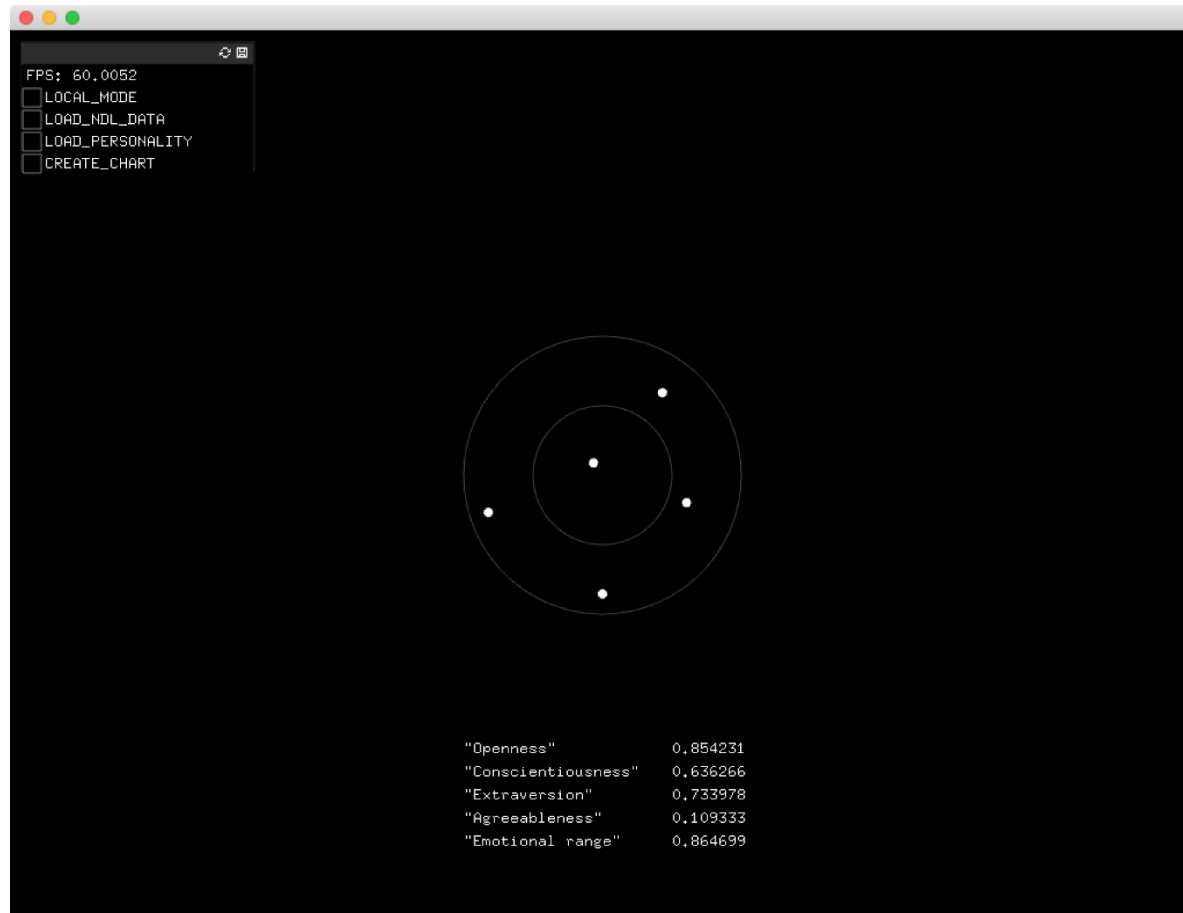 FPS: 60.0052
LOCAL_MODE
LOAD_NDL_DATA
LOAD_PERSONALITY
CREATE_CHART
"Openness" 0.854231
"Conscientiousness" 0.636266
"Extraversion" 0.733978
"Agreeableness" 0.109333
"Emotional range" 0.864699